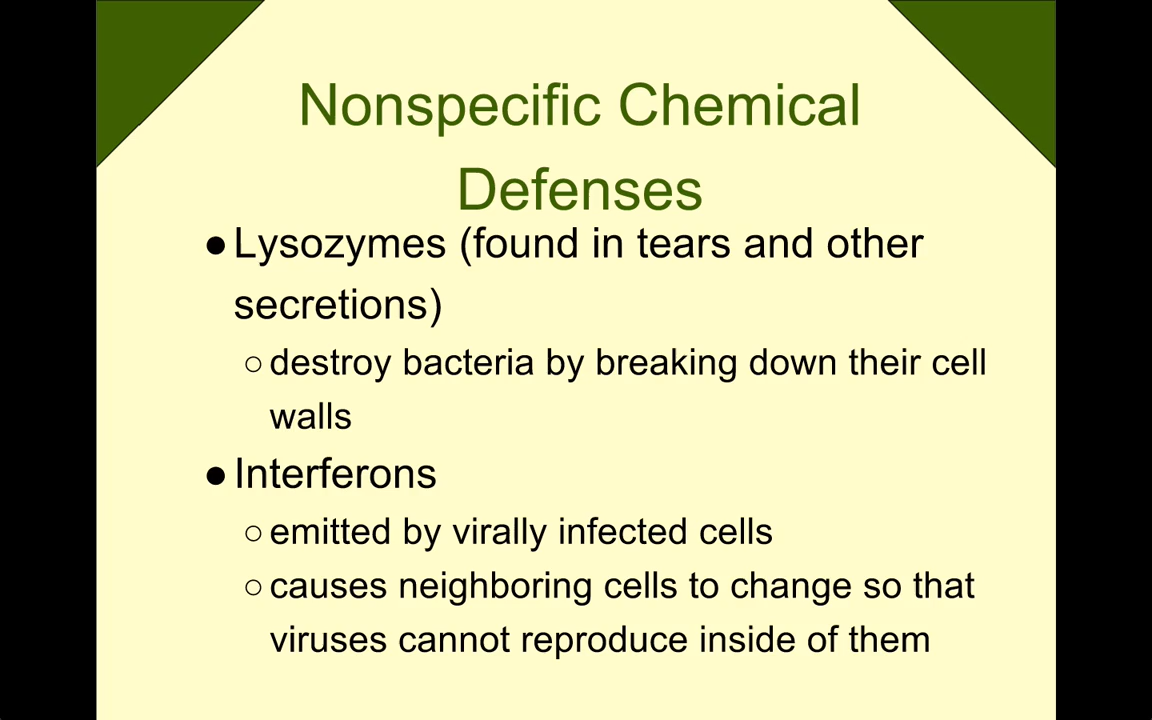 Nonspecific Chemical
Defenses
●Lysozymes (found in tears and other
secretions)
○destroy bacteria by breaking down their cell
walls
●Interferons
○emitted by virally infected cells
○causes neighboring cells to change so that
viruses cannot reproduce inside of them